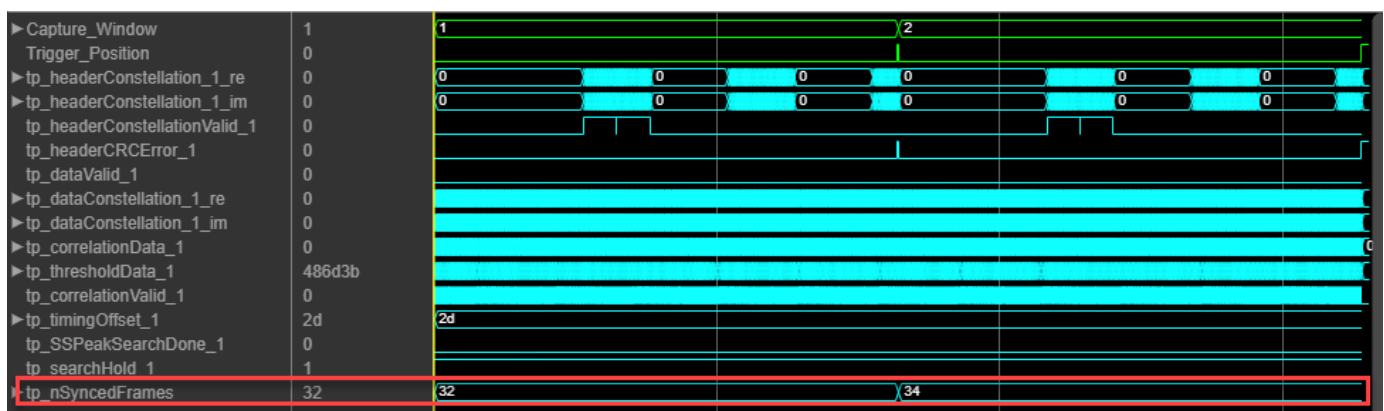 Capture_Window 1 1 2
Trigger_Position 0
tp_headerConstellation_1_re 0 0 0 0 0 0 0
tp_headerConstellation_1_im 0 0 0 0 0 0 0
tp_headerConstellationValid_1 0
tp_headerCRCError_1 0
tp_dataValid_1 0
tp_dataConstellation_1_re 0
tp_dataConstellation_1_im 0
tp_correlationData_1 0 0
tp_thresholdData_1 486d3b
tp_correlationValid_1 0
tp_timingOffset_1 2d 2d
tp_SSPeakSearchDone_1 0
tp_searchHold_1 1
tp_nSyncedFrames 32 32 34